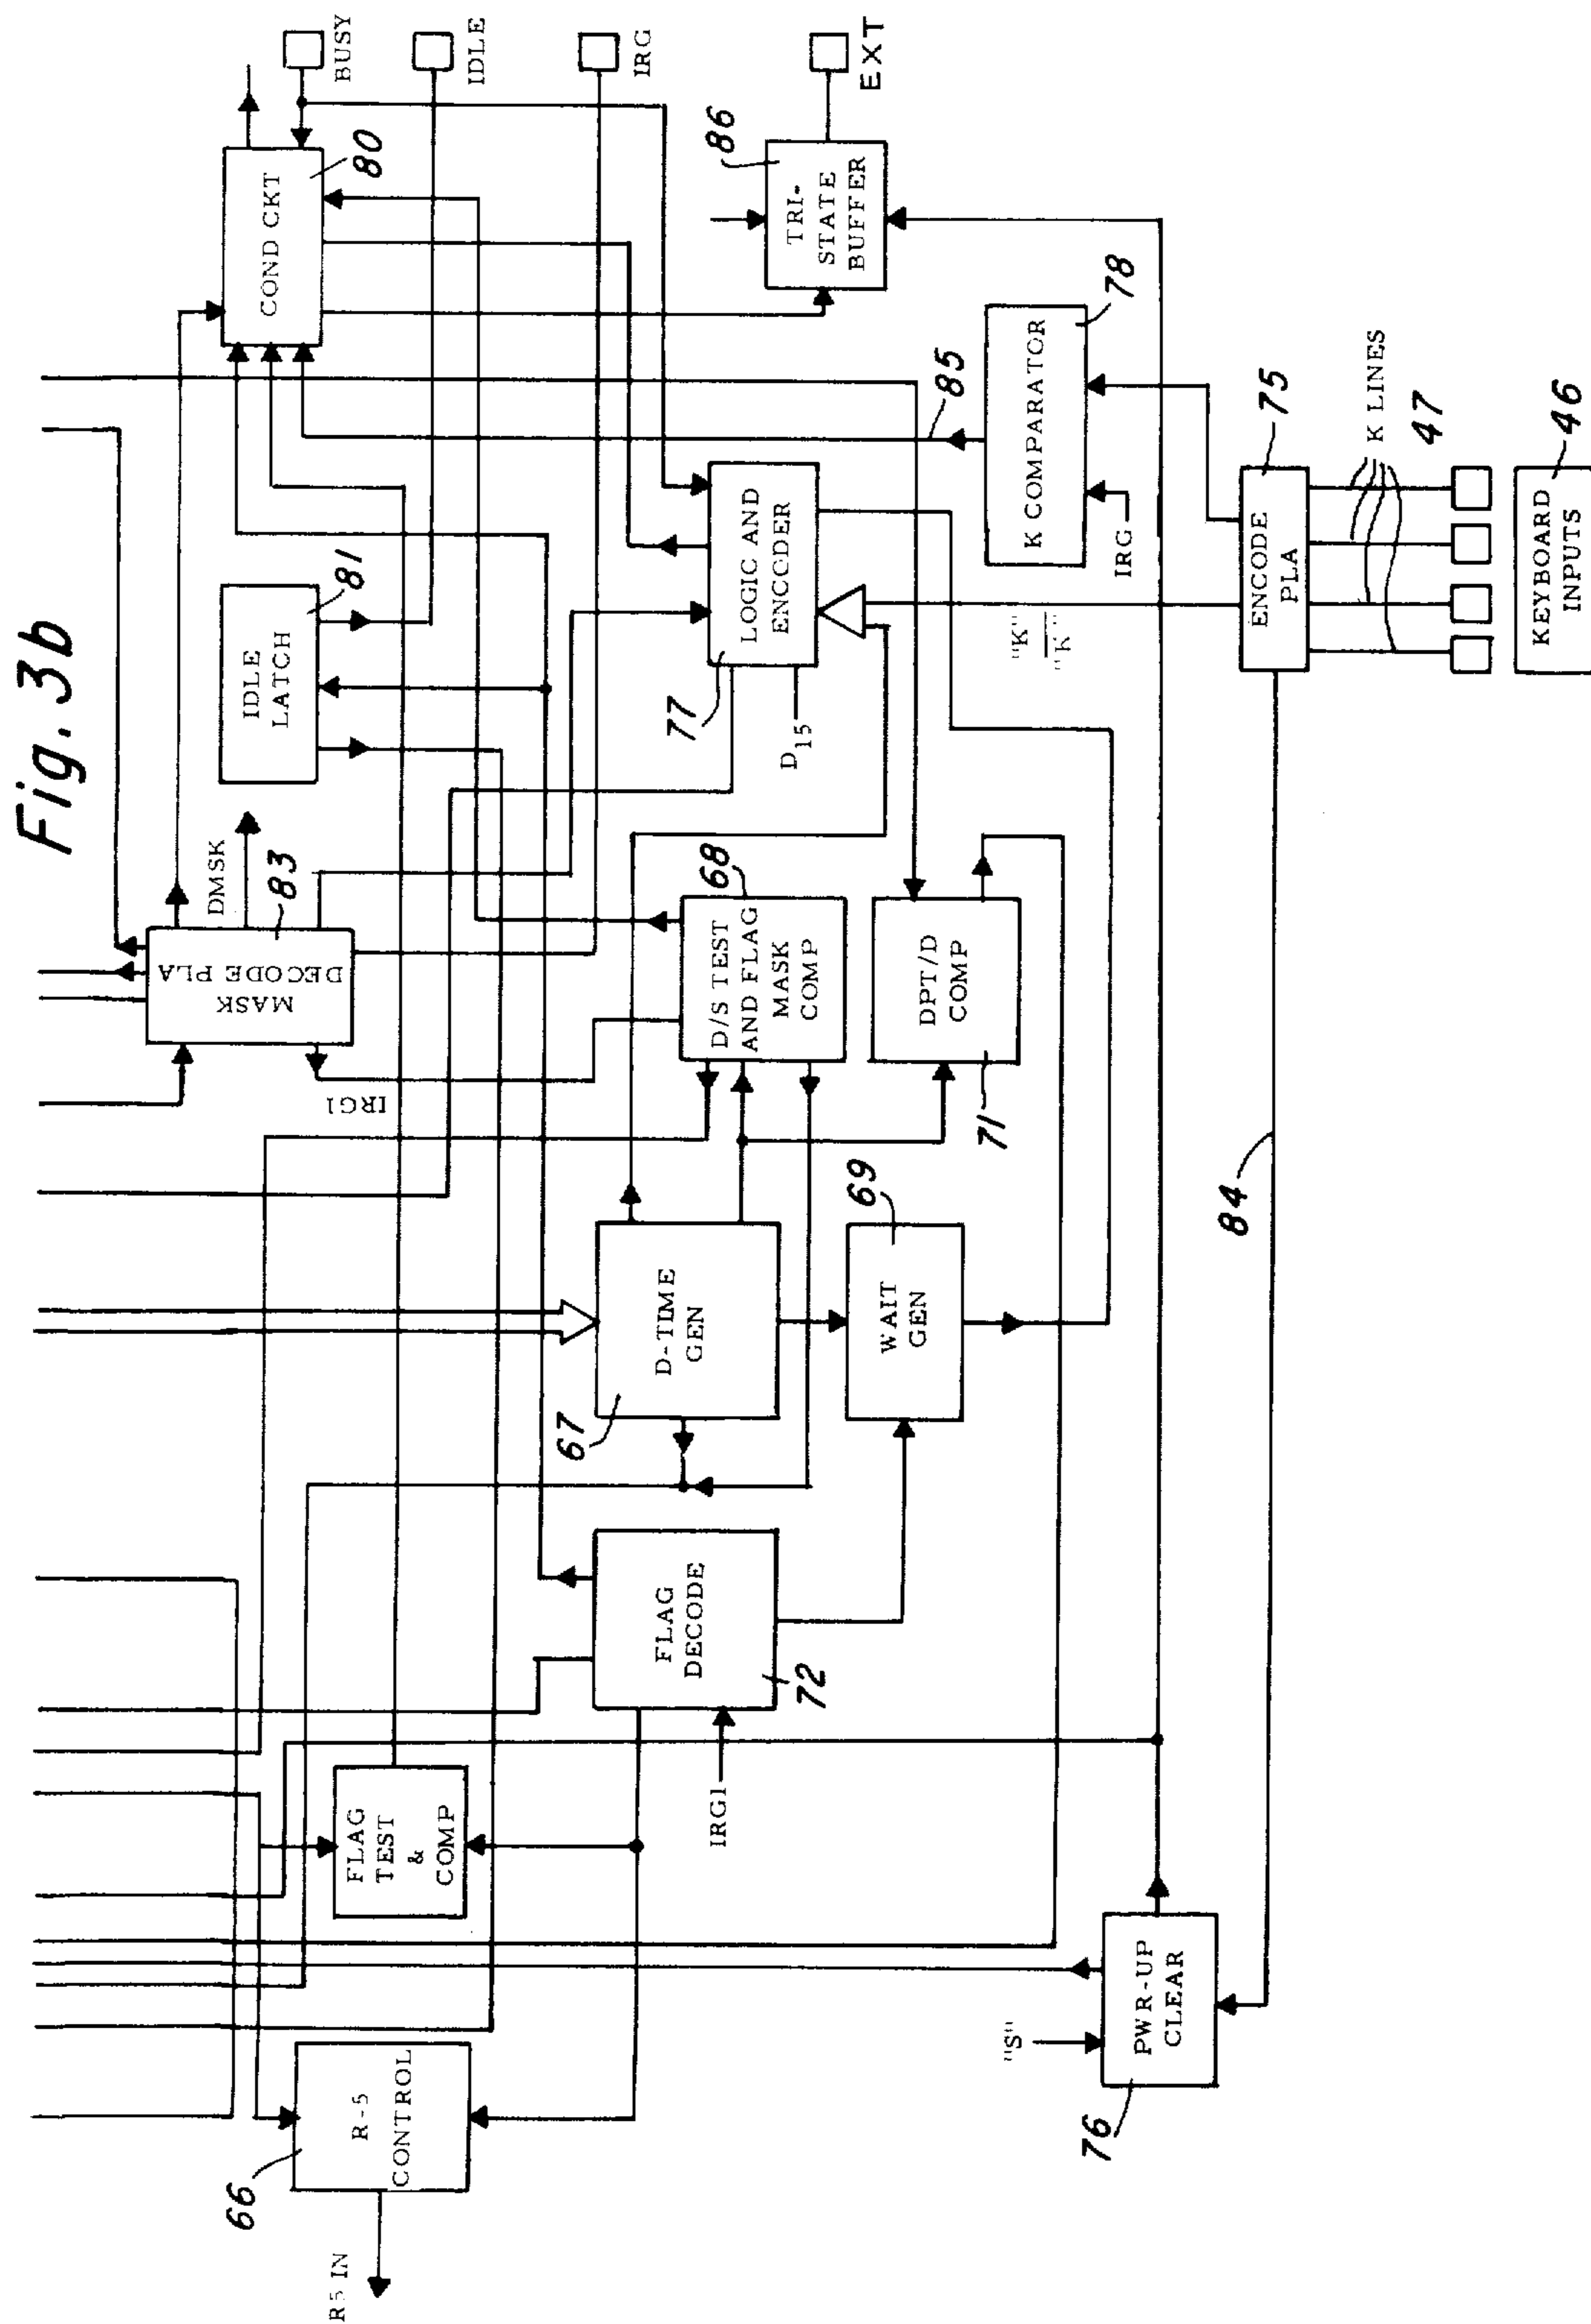 Fig. 3b
BUSY
IDLE
IRG
EXT
COND CKT
80
86
TRI-
STATE
BUFFER
IDLE
LATCH
81
DMSK
83
MASK
DECODE PLA
IRG1
LOGIC AND
ENCODER
77
D15
K COMPARATOR
78
85
IRG
"K"
"K"
ENCODE
PLA
75
K LINES
47
KEYBOARD
INPUTS
46
68
D/S TEST
AND FLAG
MASK
COMP
DPT/D
COMP
71
D-TIME
GEN
67
WAIT
GEN
69
84
FLAG
DECODE
72
IRG1
FLAG
TEST
&
COMP
R-5
CONTROL
66
R5 IN
"S"
PWR-UP
CLEAR
76